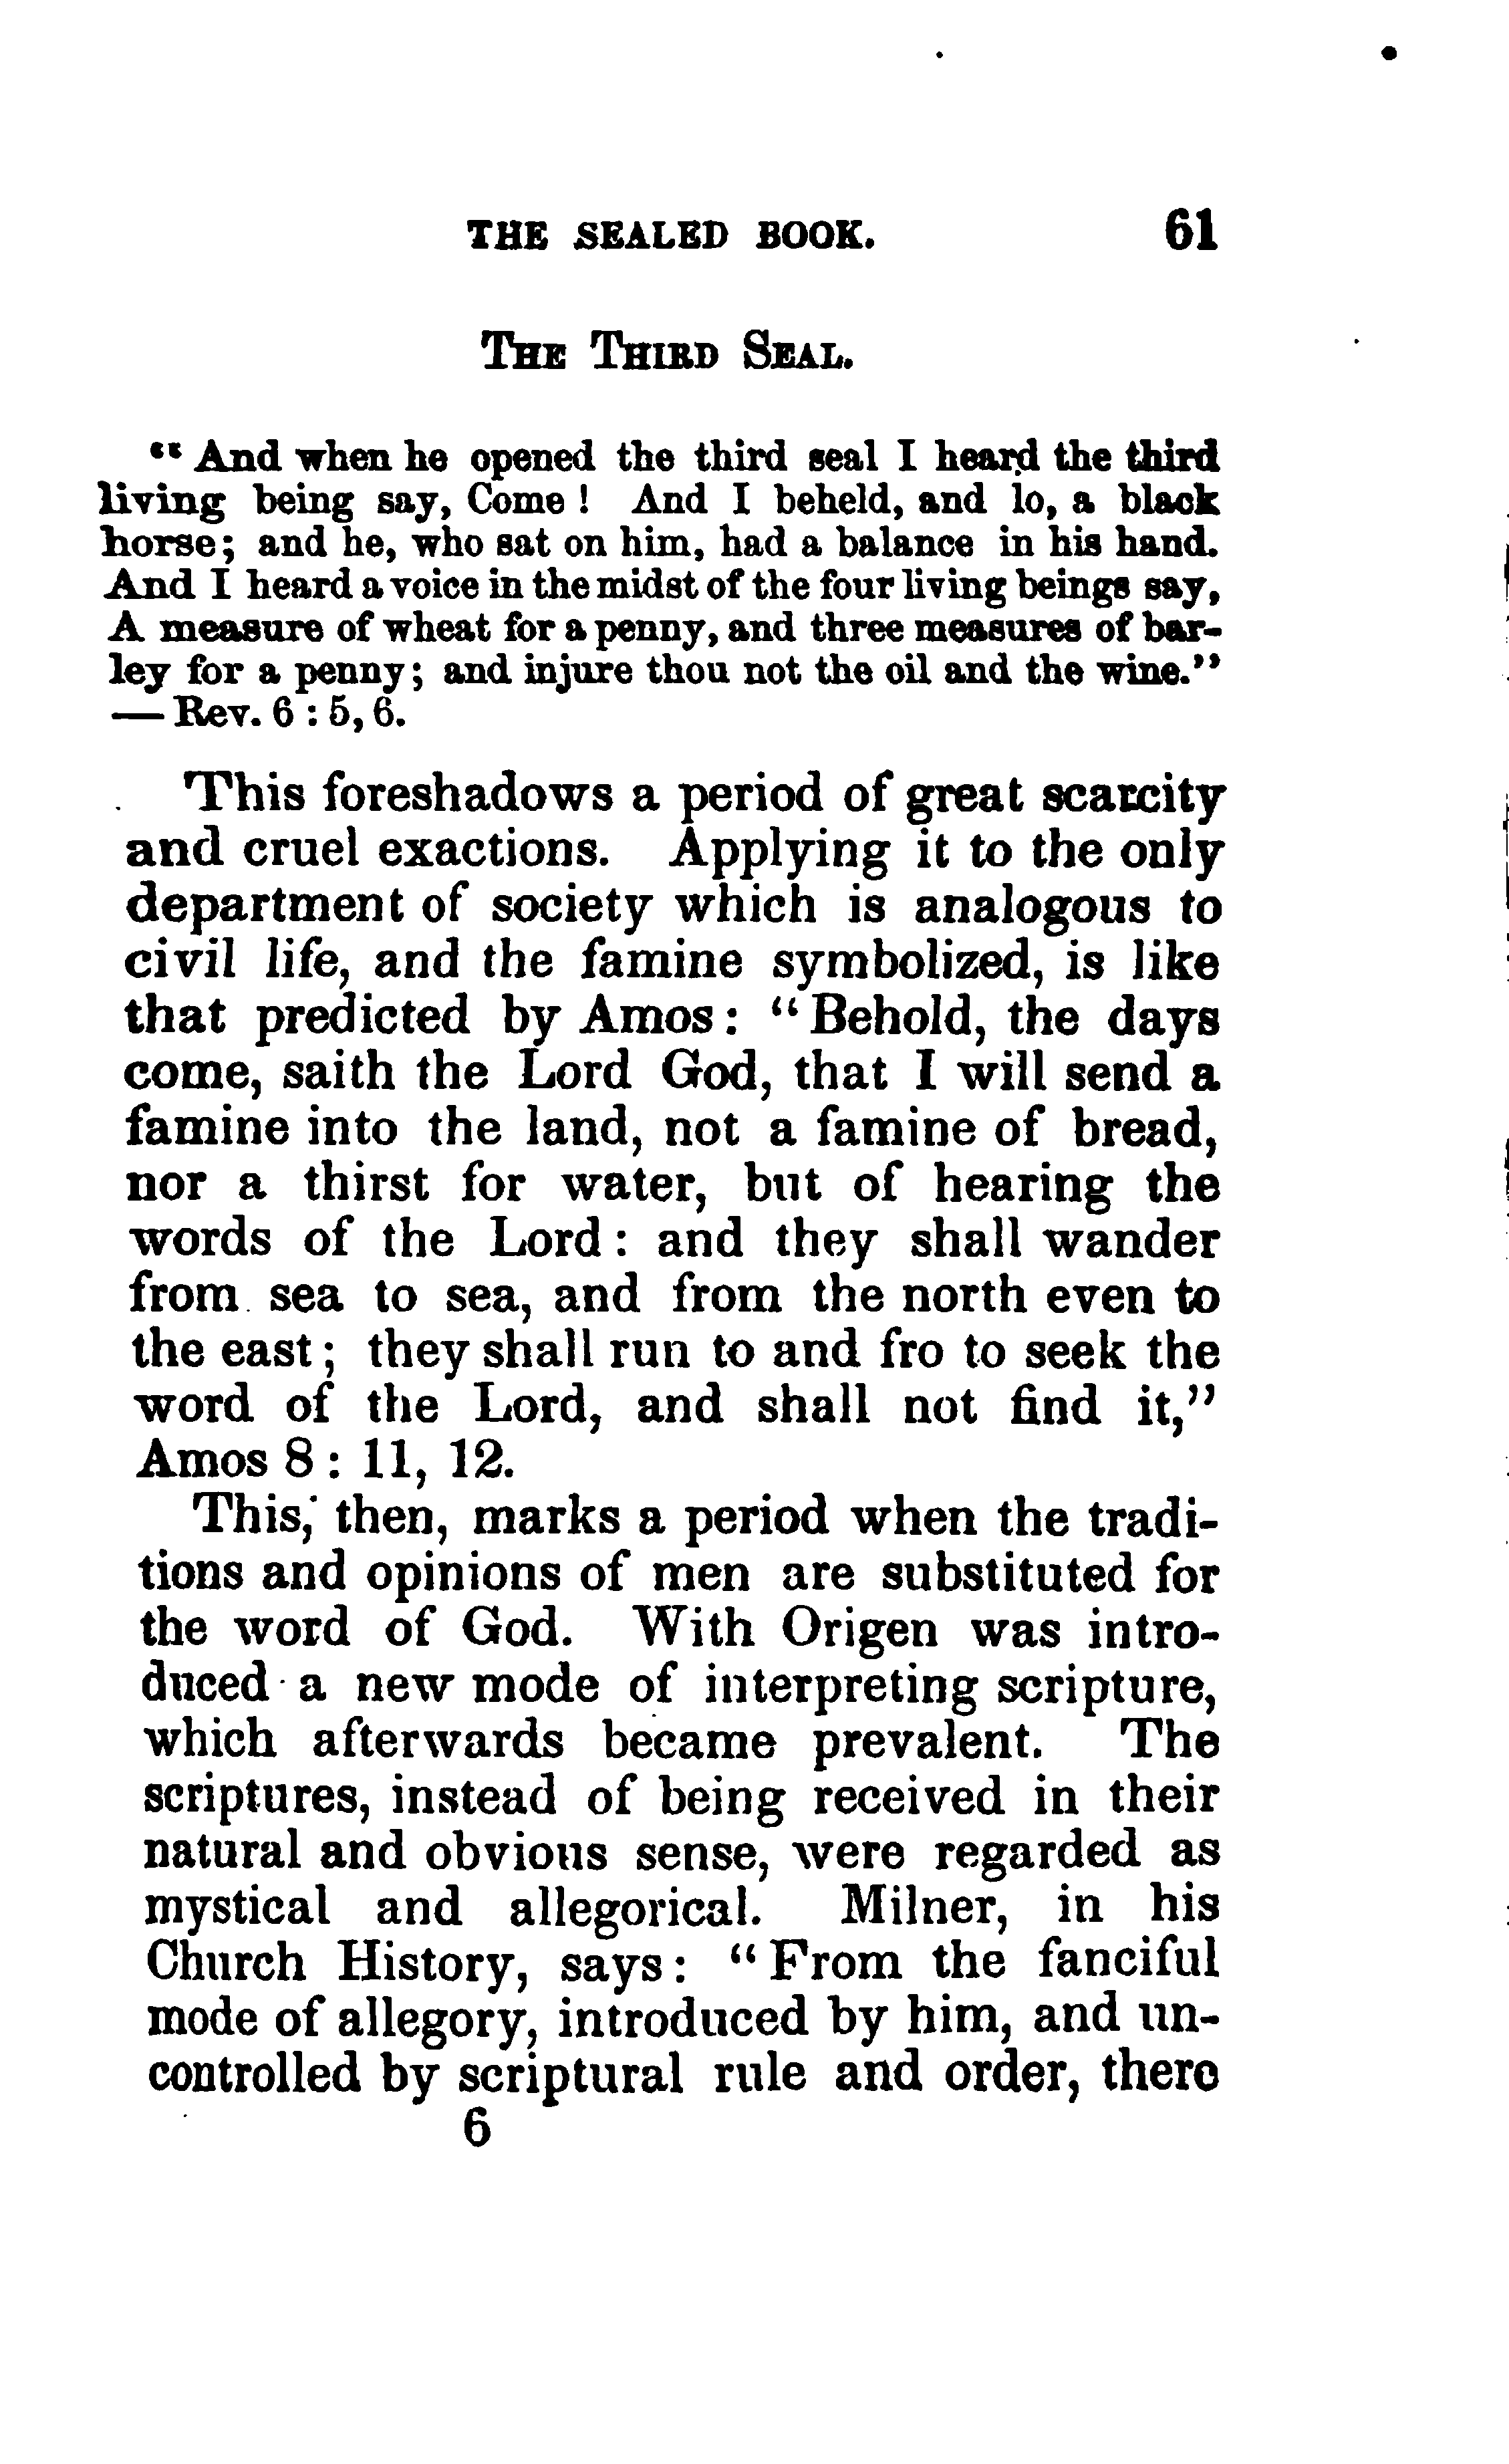 THE SEALED BOOK. 61
THE THIRD SEAL.
"And when he opened the third seal I heard the third
living being say, Come! And I beheld, and lo, a black
horse; and he, who sat on him, had a balance in his hand.
And I heard a voice in the midst of the four living beings say,
A measure of wheat for a penny, and three measures of bar-
ley for a penny; and injure thou not the oil and the wine."
— Rev. 6 : 5, 6.
This foreshadows a period of great scarcity
and cruel exactions. Applying it to the only
department of society which is analogous to
civil life, and the famine symbolized, is like
that predicted by Amos: "Behold, the days
come, saith the Lord God, that I will send a
famine into the land, not a famine of bread,
nor a thirst for water, but of hearing the
words of the Lord: and they shall wander
from sea to sea, and from the north even to
the east; they shall run to and fro to seek the
word of the Lord, and shall not find it,"
Amos 8: 11, 12.
This, then, marks a period when the tradi-
tions and opinions of men are substituted for
the word of God. With Origen was intro-
duced a new mode of interpreting scripture,
which afterwards became prevalent. The
scriptures, instead of being received in their
natural and obvious sense, were regarded as
mystical and allegorical. Milner, in his
Church History, says: "From the fanciful
mode of allegory, introduced by him, and un-
controlled by scriptural rule and order, there
6